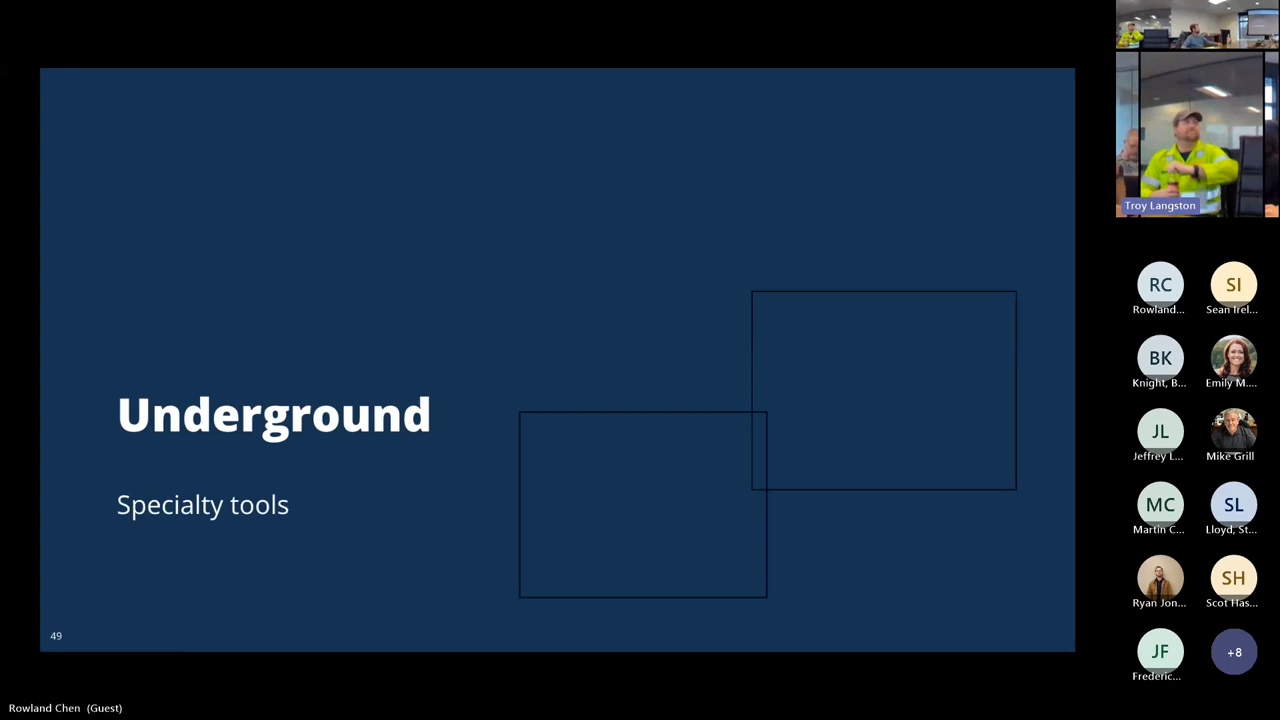 Underground
Specialty tools
49
Troy Langston
RC
Rowland...
SI
Sean Irel...
BK
Knight, B...
Emily M....
JL
Jeffrey L...
Mike Grill
MC
Martin C...
SL
Lloyd, St...
Ryan Jon...
SH
Scot Has...
JF
Frederic...
+8
Rowland Chen (Guest)